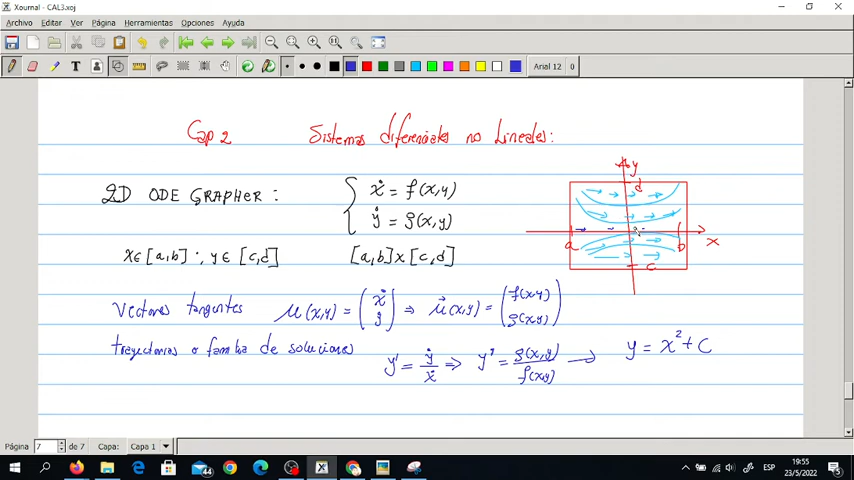 Xournal - CAL3.xoj
Archivo Editar Ver Página Herramientas Opciones Ayuda
Arial 12 0
Cap 2 Sistemas diferenciales no Lineales:
2D ODE GRAPHER: { ẋ = f(x,y)
ẏ = g(x,y)
x∈[a,b] ∴ y∈[c,d] [a,b]x[c,d]
y
d
a b x
c
Vectores tangentes μ(x,y) = (ẋ ẏ) ⇒ μ⃗(x,y) = (f(x,y) g(x,y))
trayectorias o familia de soluciones y' = ẏ/ẋ ⇒ y' = g(x,y)/f(x,y) → y = x² + C
Página 7 de 7 Capa: Capa 1
44
ESP
19:55
23/5/2022